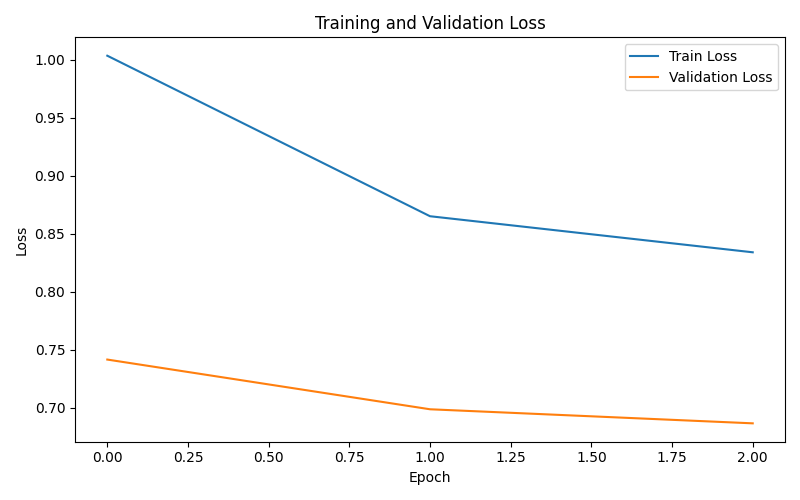 Training and Validation Loss
Train Loss
Validation Loss
1.00
0.95
0.90
0.85
0.80
0.75
0.70
Loss
0.00 0.25 0.50 0.75 1.00 1.25 1.50 1.75 2.00
Epoch